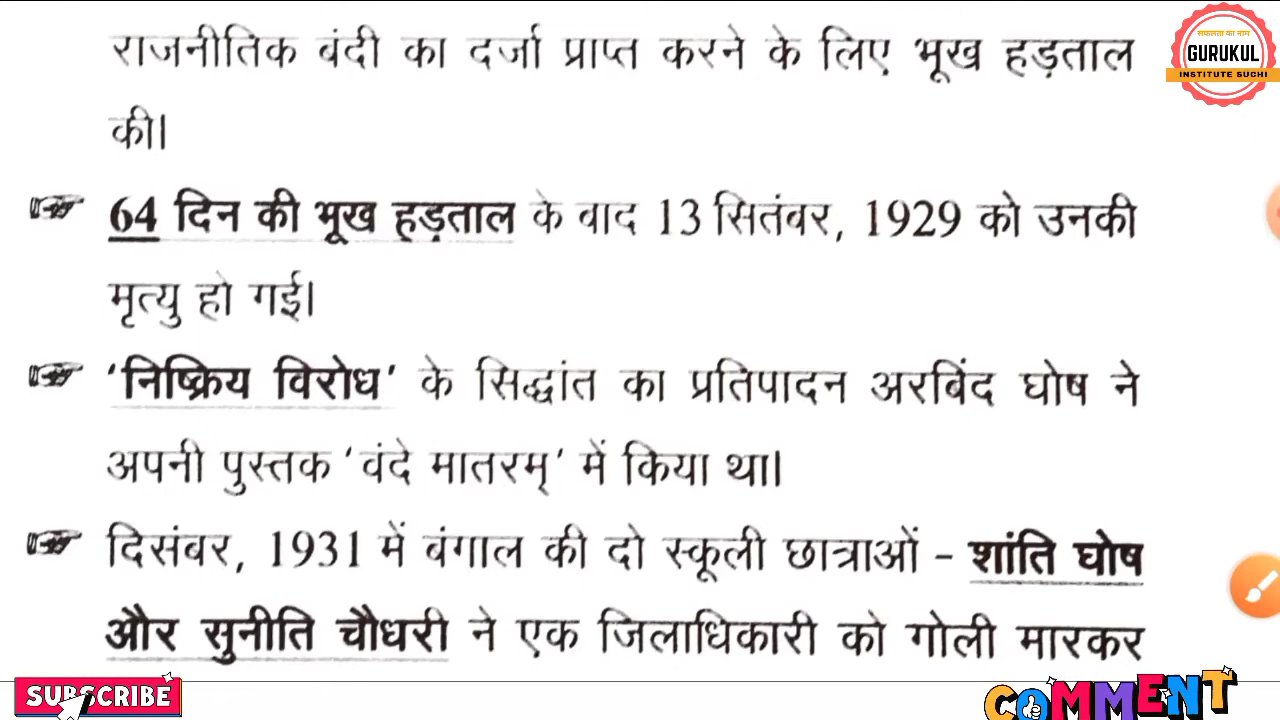 राजनीतिक बंदी का दर्जा प्राप्त करने के लिए भूख हड़ताल
की।
64 दिन की भूख हड़ताल के बाद 13 सितंबर, 1929 को उनकी
मृत्यु हो गई।
‘निष्क्रिय विरोध’ के सिद्धांत का प्रतिपादन अरबिंद घोष ने
अपनी पुस्तक ‘वंदे मातरम्’ में किया था।
दिसंबर, 1931 में बंगाल की दो स्कूली छात्राओं – शांति घोष
और सुनीति चौधरी ने एक जिलाधिकारी को गोली मारकर
सफलता का नाम
GURUKUL
INSTITUTE SUCHI
SUBSCRIBE
COMMENT